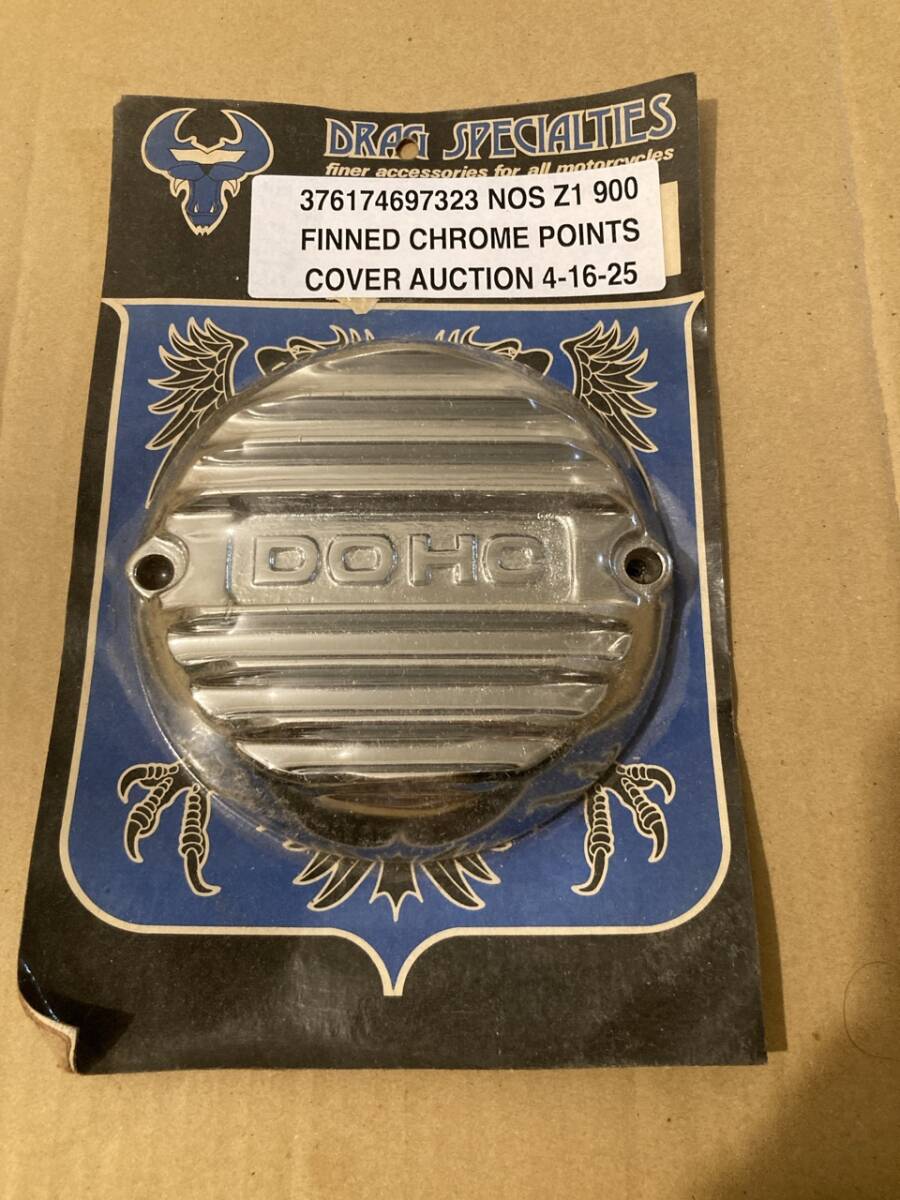 DRAG SPECIALTIES
finer accessories for all motorcycles
376174697323 NOS Z1 900
FINNED CHROME POINTS
COVER AUCTION 4-16-25
DOHC